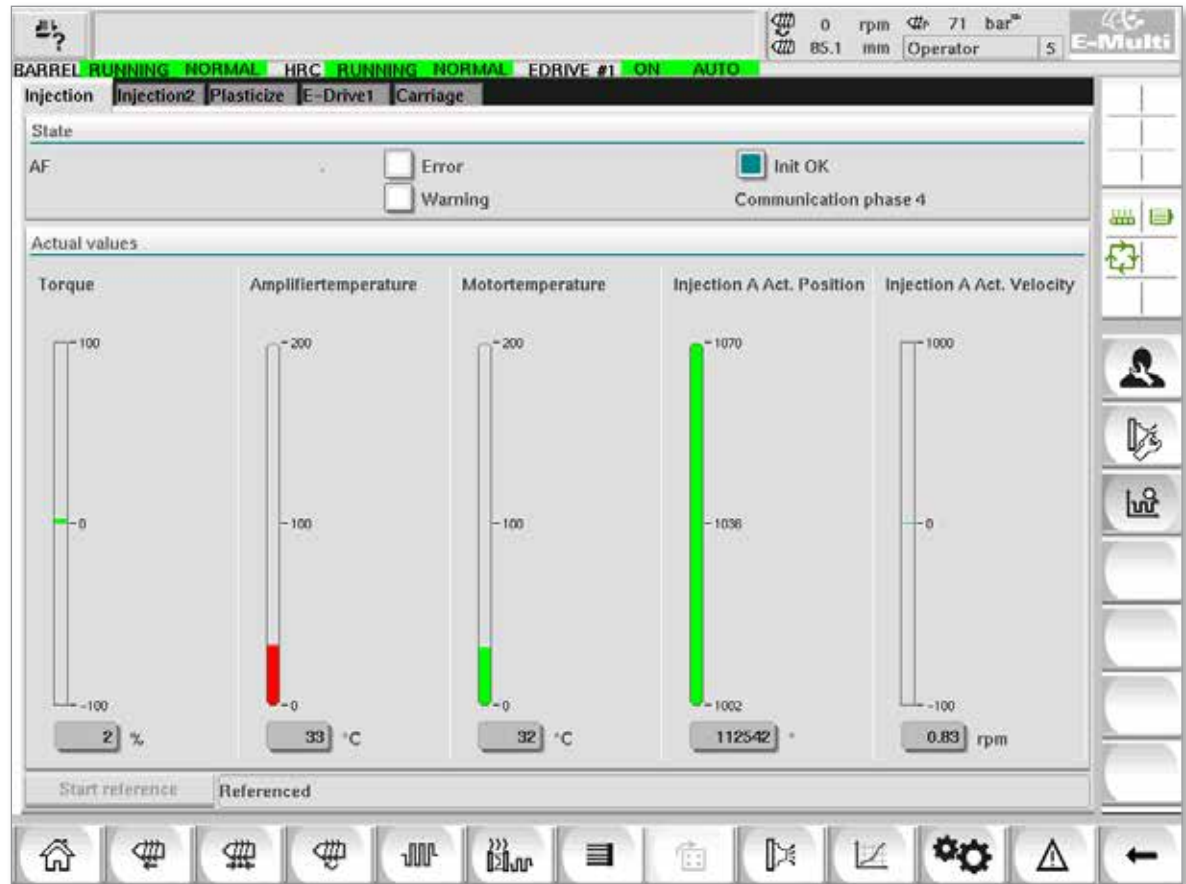 ?
0 rpm 71 bar
85.1 mm Operator 5
E-Multi
BARREL RUNNING NORMAL HRC RUNNING NORMAL EDRIVE #1 ON AUTO
Injection Injection2 Plasticize E-Drive1 Carriage
State
AF Error Init OK
Warning Communication phase 4
Actual values
Torque Amplifiertemperature Motortemperature Injection A Act. Position Injection A Act. Velocity
100 200 200 1070 1000
0 100 100 1036 0
-100 0 0 1002 -100
2 % 33 °C 32 °C 112542 ° 0.83 rpm
Start reference Referenced